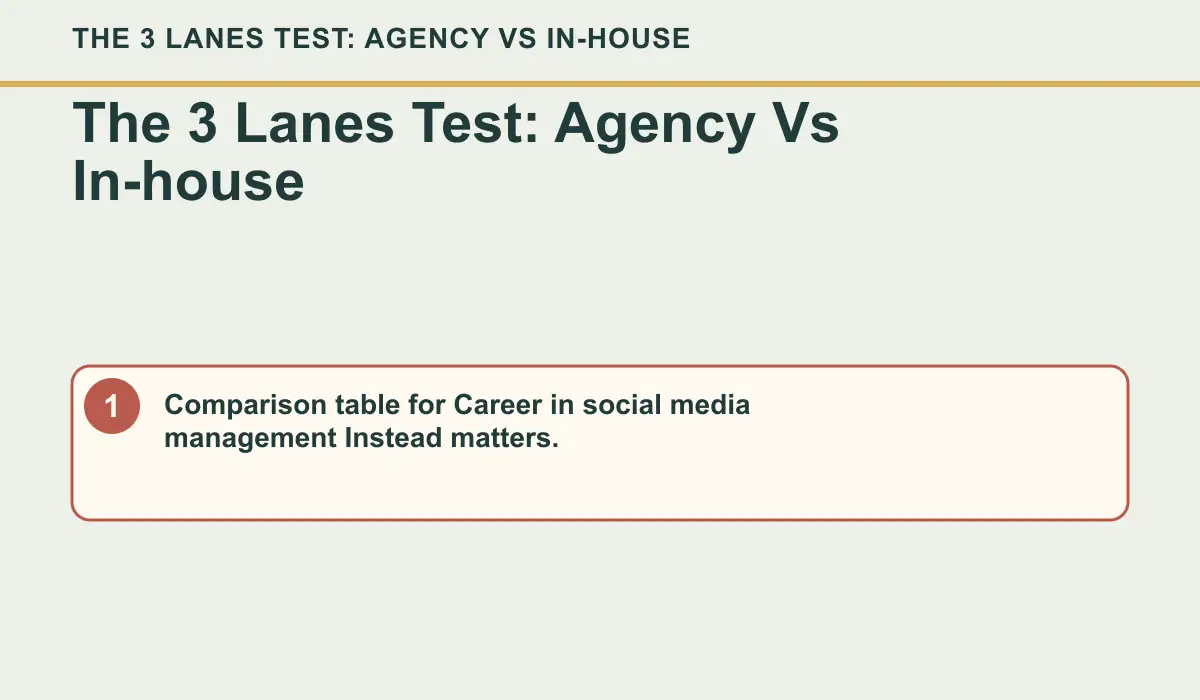 THE 3 LANES TEST: AGENCY VS IN-HOUSE
The 3 Lanes Test: Agency Vs
In-house
1
Comparison table for Career in social media
management Instead matters.